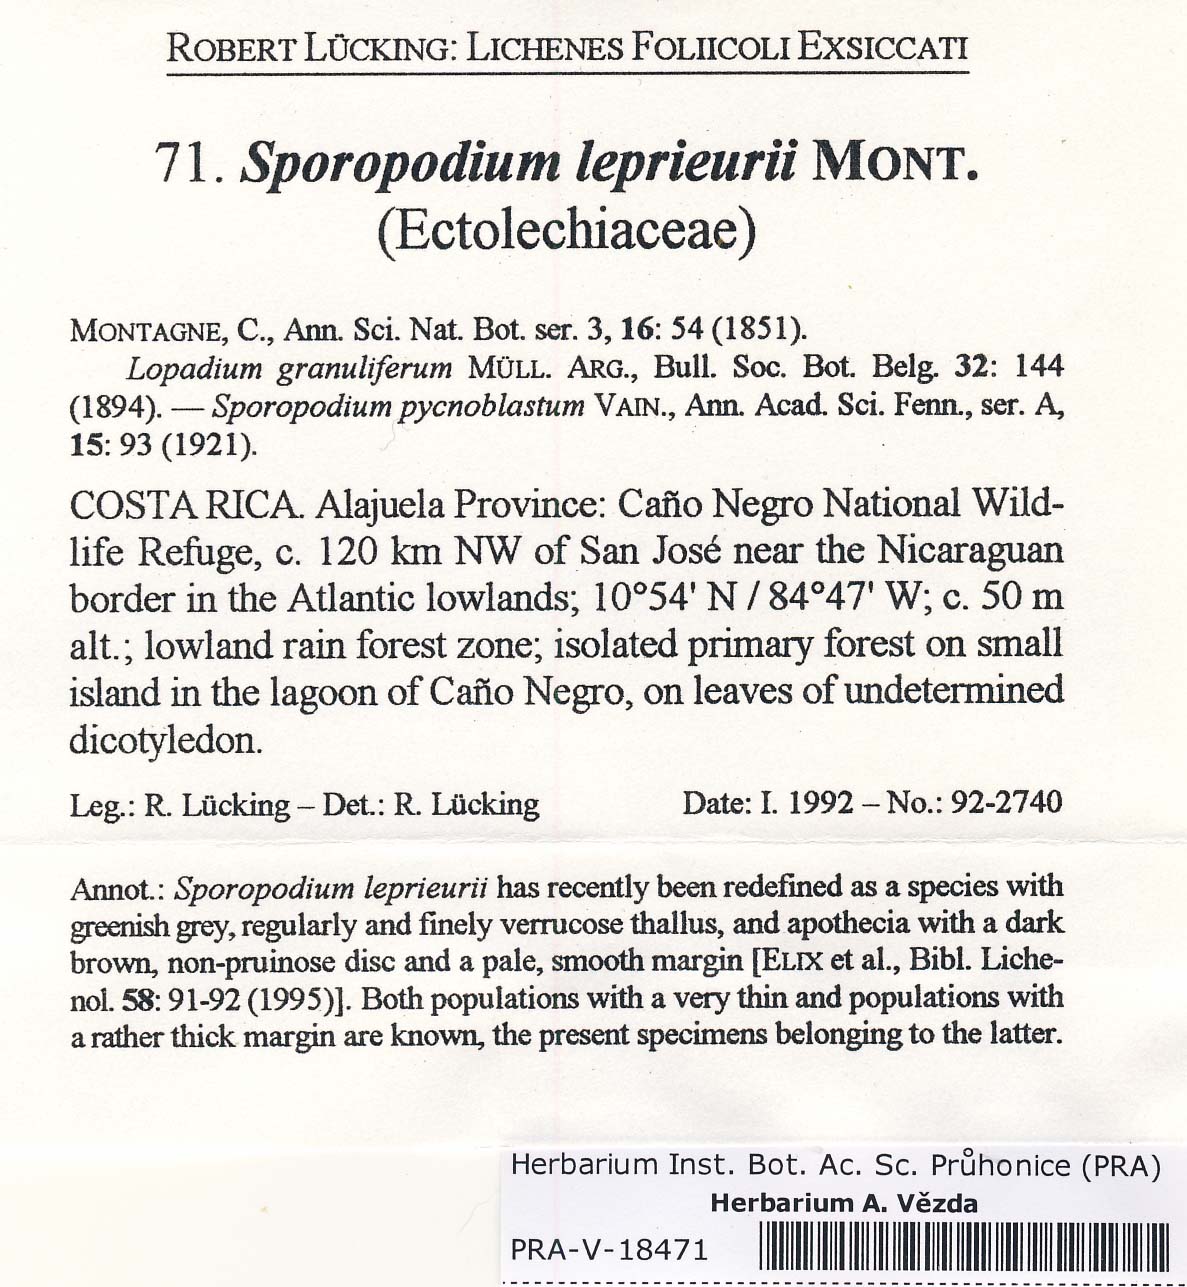 ROBERT LÜCKING: LICHENES FOLIICOLI EXSICCATI
71. Sporopodium leprieurii MONT.
(Ectolechiaceae)
MONTAGNE, C., Ann. Sci. Nat. Bot. ser. 3, 16: 54 (1851).
Lopadium granuliferum MÜLL. ARG., Bull. Soc. Bot. Belg. 32: 144
(1894). — Sporopodium pycnoblastum VAIN., Ann. Acad. Sci. Fenn., ser. A,
15: 93 (1921).
COSTA RICA. Alajuela Province: Caño Negro National Wild-
life Refuge, c. 120 km NW of San José near the Nicaraguan
border in the Atlantic lowlands; 10°54' N / 84°47' W; c. 50 m
alt.; lowland rain forest zone; isolated primary forest on small
island in the lagoon of Caño Negro, on leaves of undetermined
dicotyledon.
Leg.: R. Lücking – Det.: R. Lücking Date: I. 1992 – No.: 92-2740
Annot.: Sporopodium leprieurii has recently been redefined as a species with
greenish grey, regularly and finely verrucose thallus, and apothecia with a dark
brown, non-pruinose disc and a pale, smooth margin [ELIX et al., Bibl. Liche-
nol. 58: 91-92 (1995)]. Both populations with a very thin and populations with
a rather thick margin are known, the present specimens belonging to the latter.
Herbarium Inst. Bot. Ac. Sc. Průhonice (PRA)
Herbarium A. Vězda
PRA-V-18471